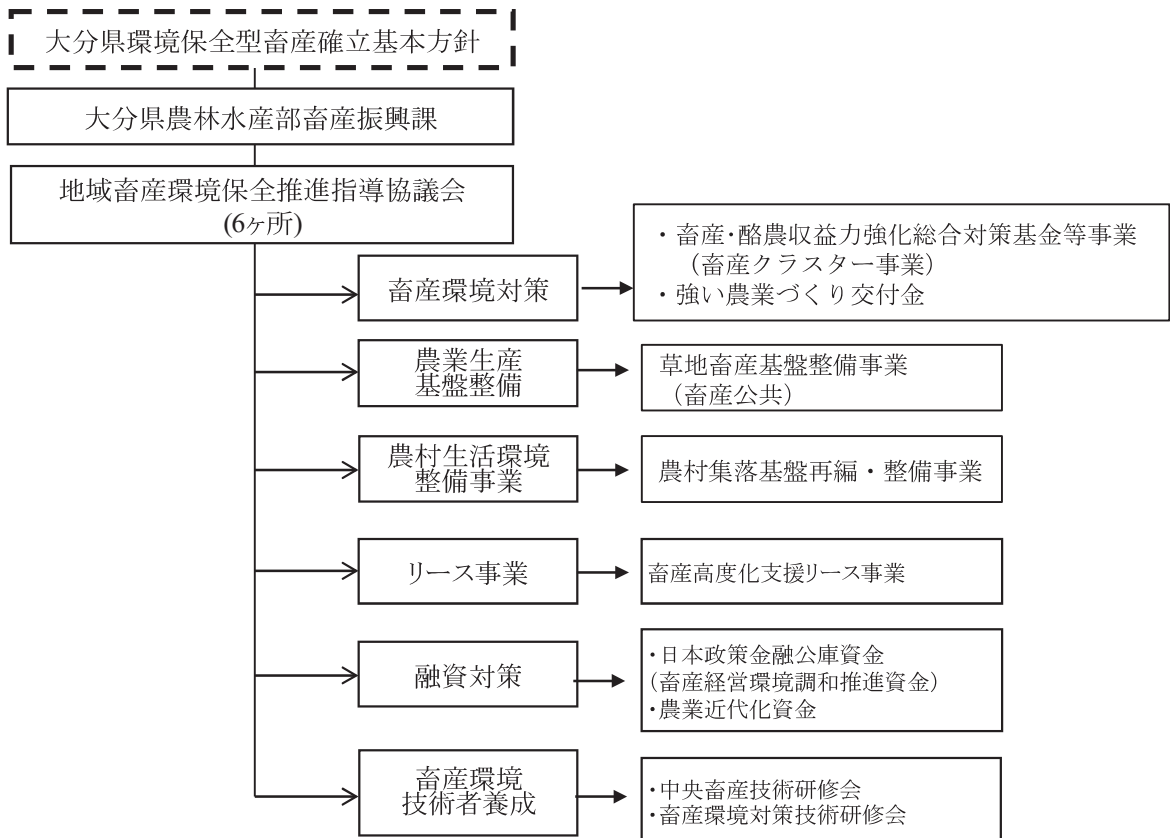 大分県環境保全型畜産確立基本方針
大分県農林水産部畜産振興課
地域畜産環境保全推進指導協議会
(6ヶ所)
畜産環境対策
・畜産・酪農収益力強化総合対策基金等事業
（畜産クラスター事業）
・強い農業づくり交付金
農業生産
基盤整備
草地畜産基盤整備事業
（畜産公共）
農村生活環境
整備事業
農村集落基盤再編・整備事業
リース事業
畜産高度化支援リース事業
融資対策
・日本政策金融公庫資金
(畜産経営環境調和推進資金)
・農業近代化資金
畜産環境
技術者養成
・中央畜産技術研修会
・畜産環境対策技術研修会